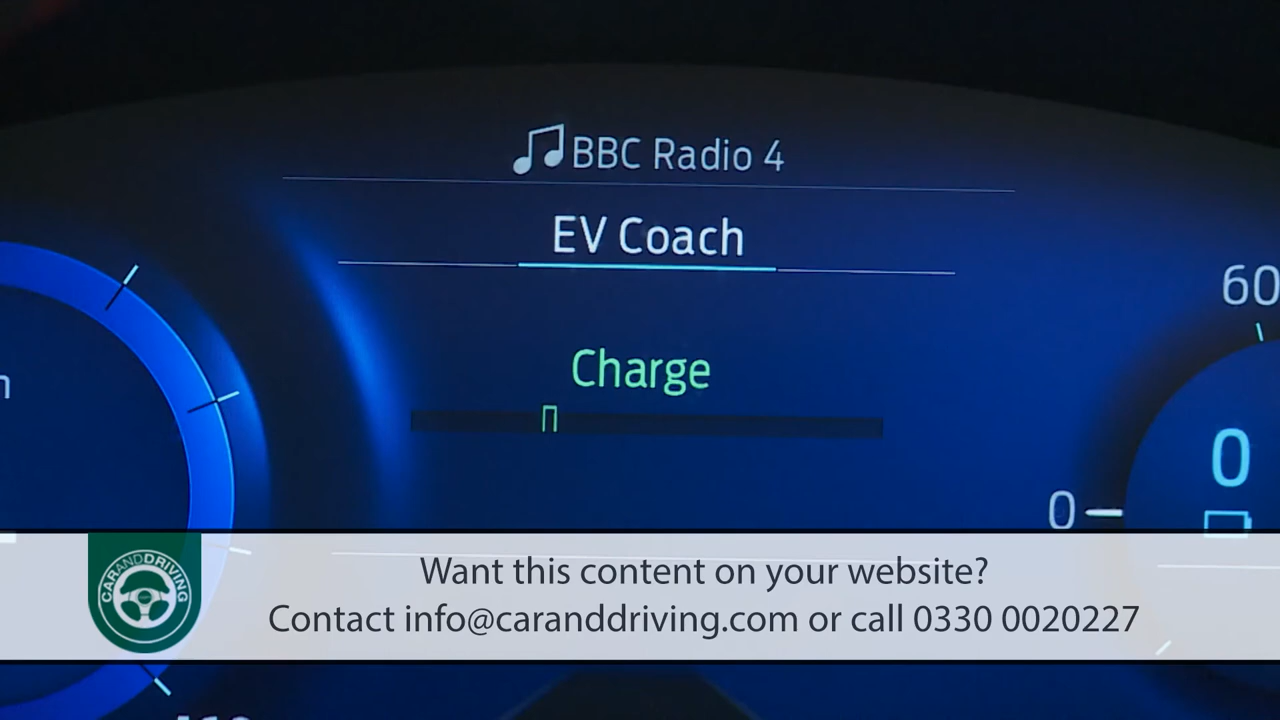 BBC Radio 4
EV Coach
60
Charge
0
0
Want this content on your website?
Contact info@caranddriving.com or call 0330 0020227
CARANDDRIVING